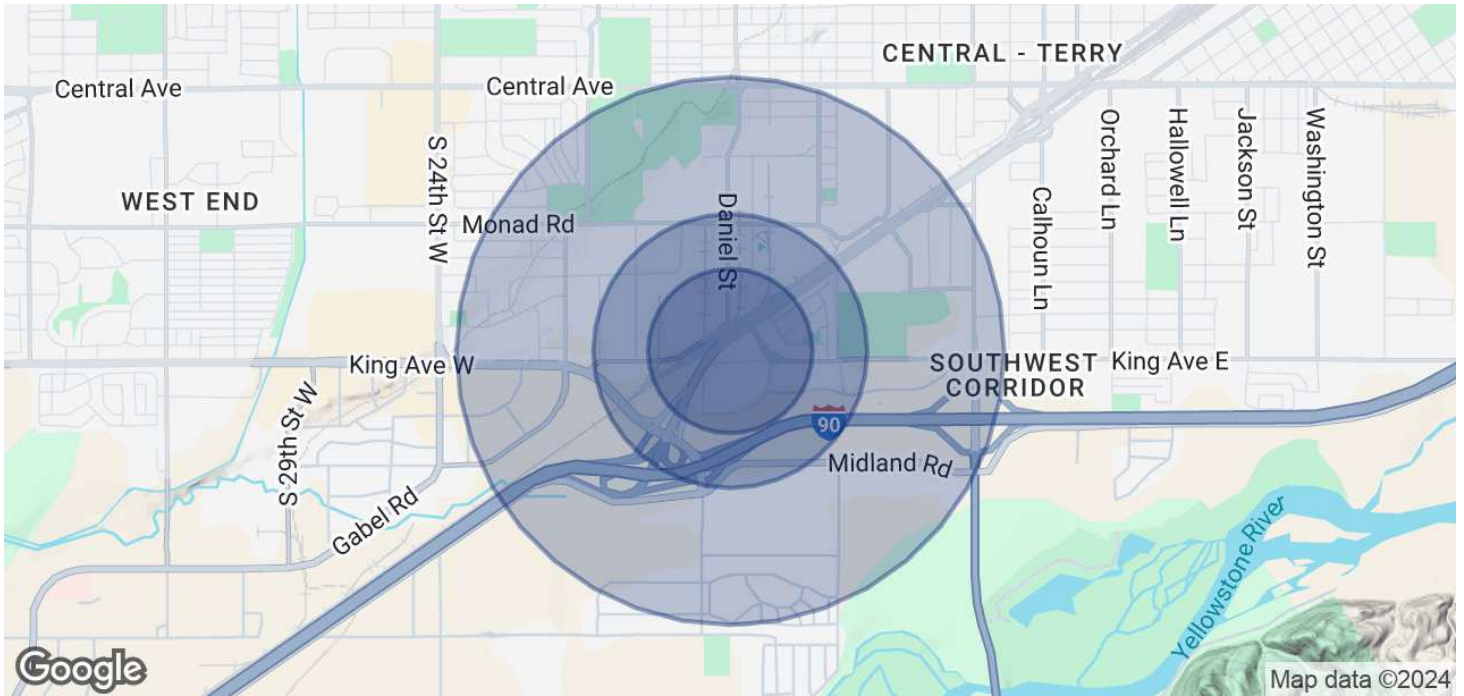 CENTRAL - TERRY
Central Ave
Central Ave
S 24th St W
WEST END
Monad Rd
Daniel St
Calhoun Ln
Orchard Ln
Hallowell Ln
Jackson St
Washington St
King Ave W
SOUTHWEST
CORRIDOR
King Ave E
S 29th St W
90
Midland Rd
Gabel Rd
Yellowstone River
Google
Map data ©2024